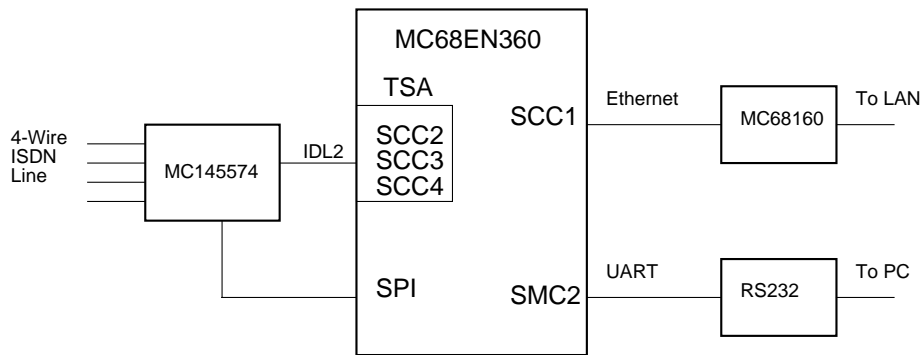 MC68EN360
TSA
SCC2
SCC3
SCC4
SCC1
SPI
SMC2
4-Wire
ISDN
Line
MC145574
IDL2
Ethernet
MC68160
To LAN
UART
RS232
To PC